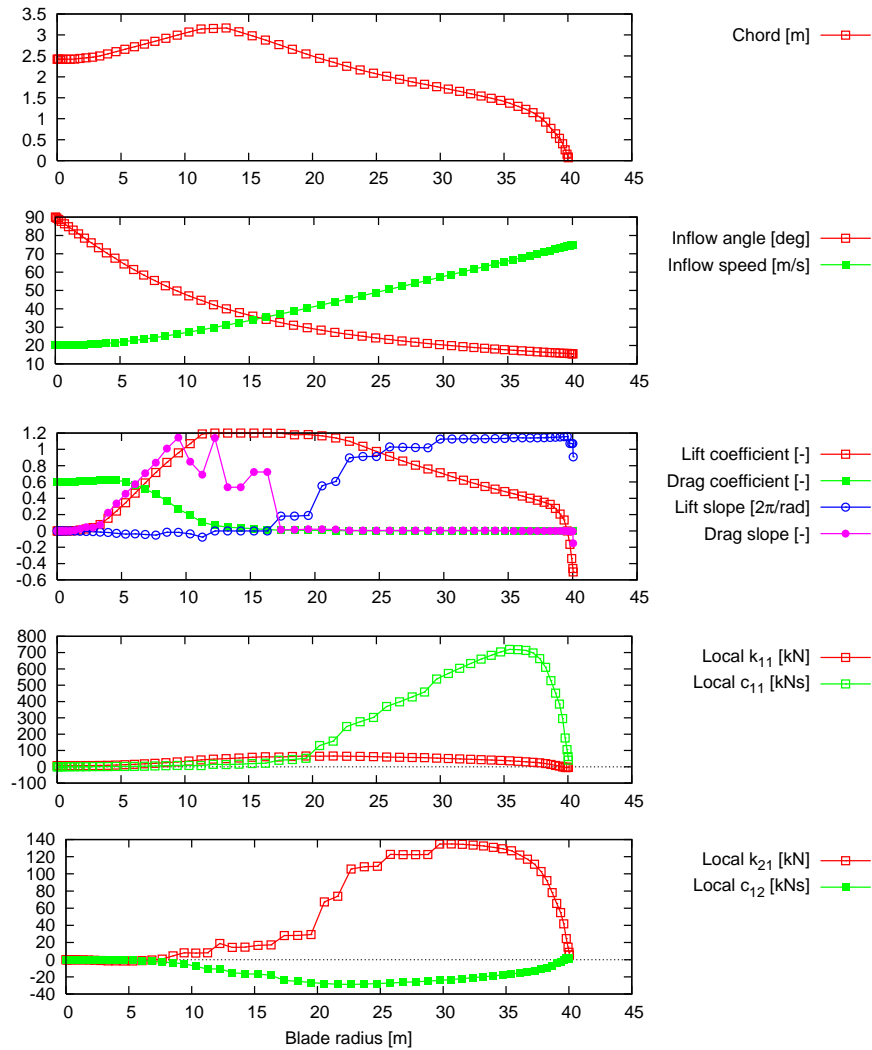 3.5
3
2.5
2
1.5
1
0.5
0
0 5 10 15 20 25 30 35 40 45
Chord [m]
90
80
70
60
50
40
30
20
10
0 5 10 15 20 25 30 35 40 45
Inflow angle [deg]
Inflow speed [m/s]
1.2
1.0
0.8
0.6
0.4
0.2
0
-0.2
-0.4
-0.6
0 5 10 15 20 25 30 35 40 45
Lift coefficient [-]
Drag coefficient [-]
Lift slope [2π/rad]
Drag slope [-]
800
700
600
500
400
300
200
100
0
-100
0 5 10 15 20 25 30 35 40 45
Local k11 [kN]
Local c11 [kNs]
140
120
100
80
60
40
20
0
-20
-40
0 5 10 15 20 25 30 35 40 45
Local k21 [kN]
Local c12 [kNs]
Blade radius [m]